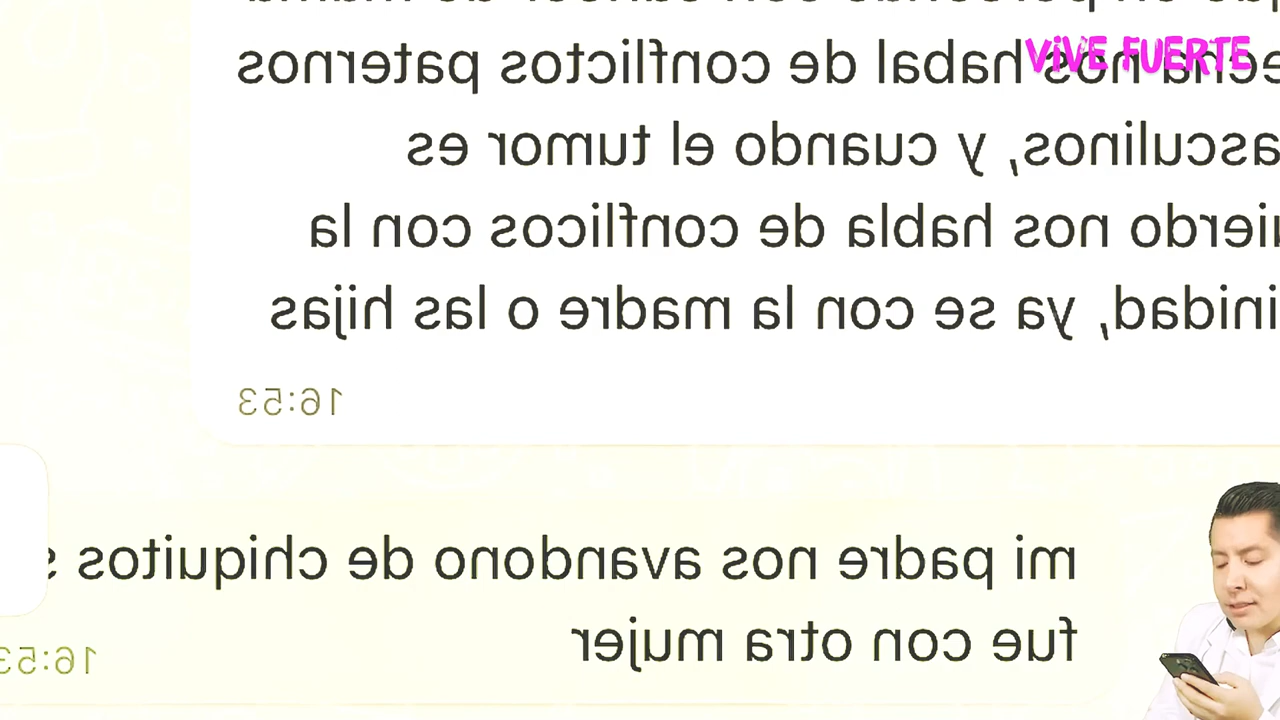 VIVE FUERTE
echa nos habal de conflictos paternos
asculinos, y cuando el tumor es
uierdo nos habla de conflicos con la
inidad, ya se con la madre o las hijas
16:53
mi padre nos avandono de chiquitos s
fue con otra mujer
16:53